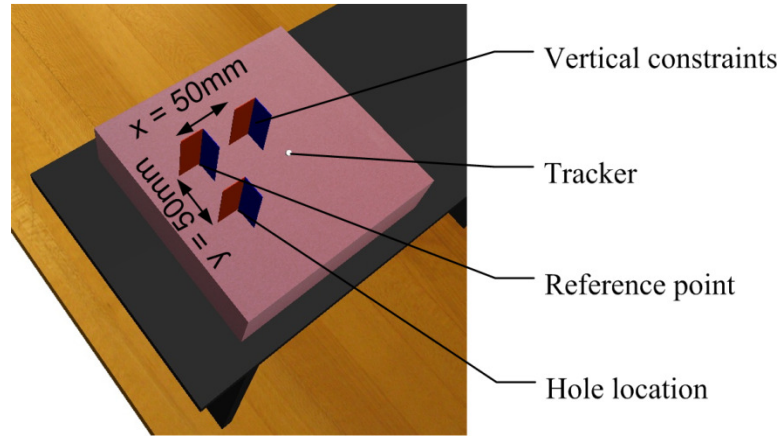 Vertical constraints
x = 50mm
Tracker
y = 50mm
Reference point
Hole location